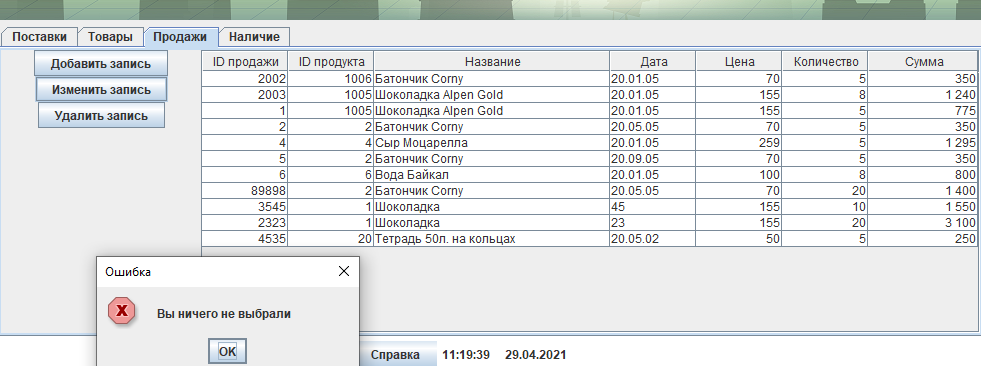 Поставки Товары Продажи Наличие
Добавить запись
Изменить запись
Удалить запись
ID продажи ID продукта Название Дата Цена Количество Сумма
2002 1006 Батончик Corny 20.01.05 70 5 350
2003 1005 Шоколадка Alpen Gold 20.01.05 155 8 1 240
1 1005 Шоколадка Alpen Gold 20.01.05 155 5 775
2 2 Батончик Corny 20.05.05 70 5 350
4 4 Сыр Моцарелла 20.01.05 259 5 1 295
5 2 Батончик Corny 20.09.05 70 5 350
6 6 Вода Байкал 20.01.05 100 8 800
89898 2 Батончик Corny 20.05.05 70 20 1 400
3545 1 Шоколадка 45 155 10 1 550
2323 1 Шоколадка 23 155 20 3 100
4535 20 Тетрадь 50л. на кольцах 20.05.02 50 5 250
Ошибка
Вы ничего не выбрали
OK
Справка 11:19:39 29.04.2021